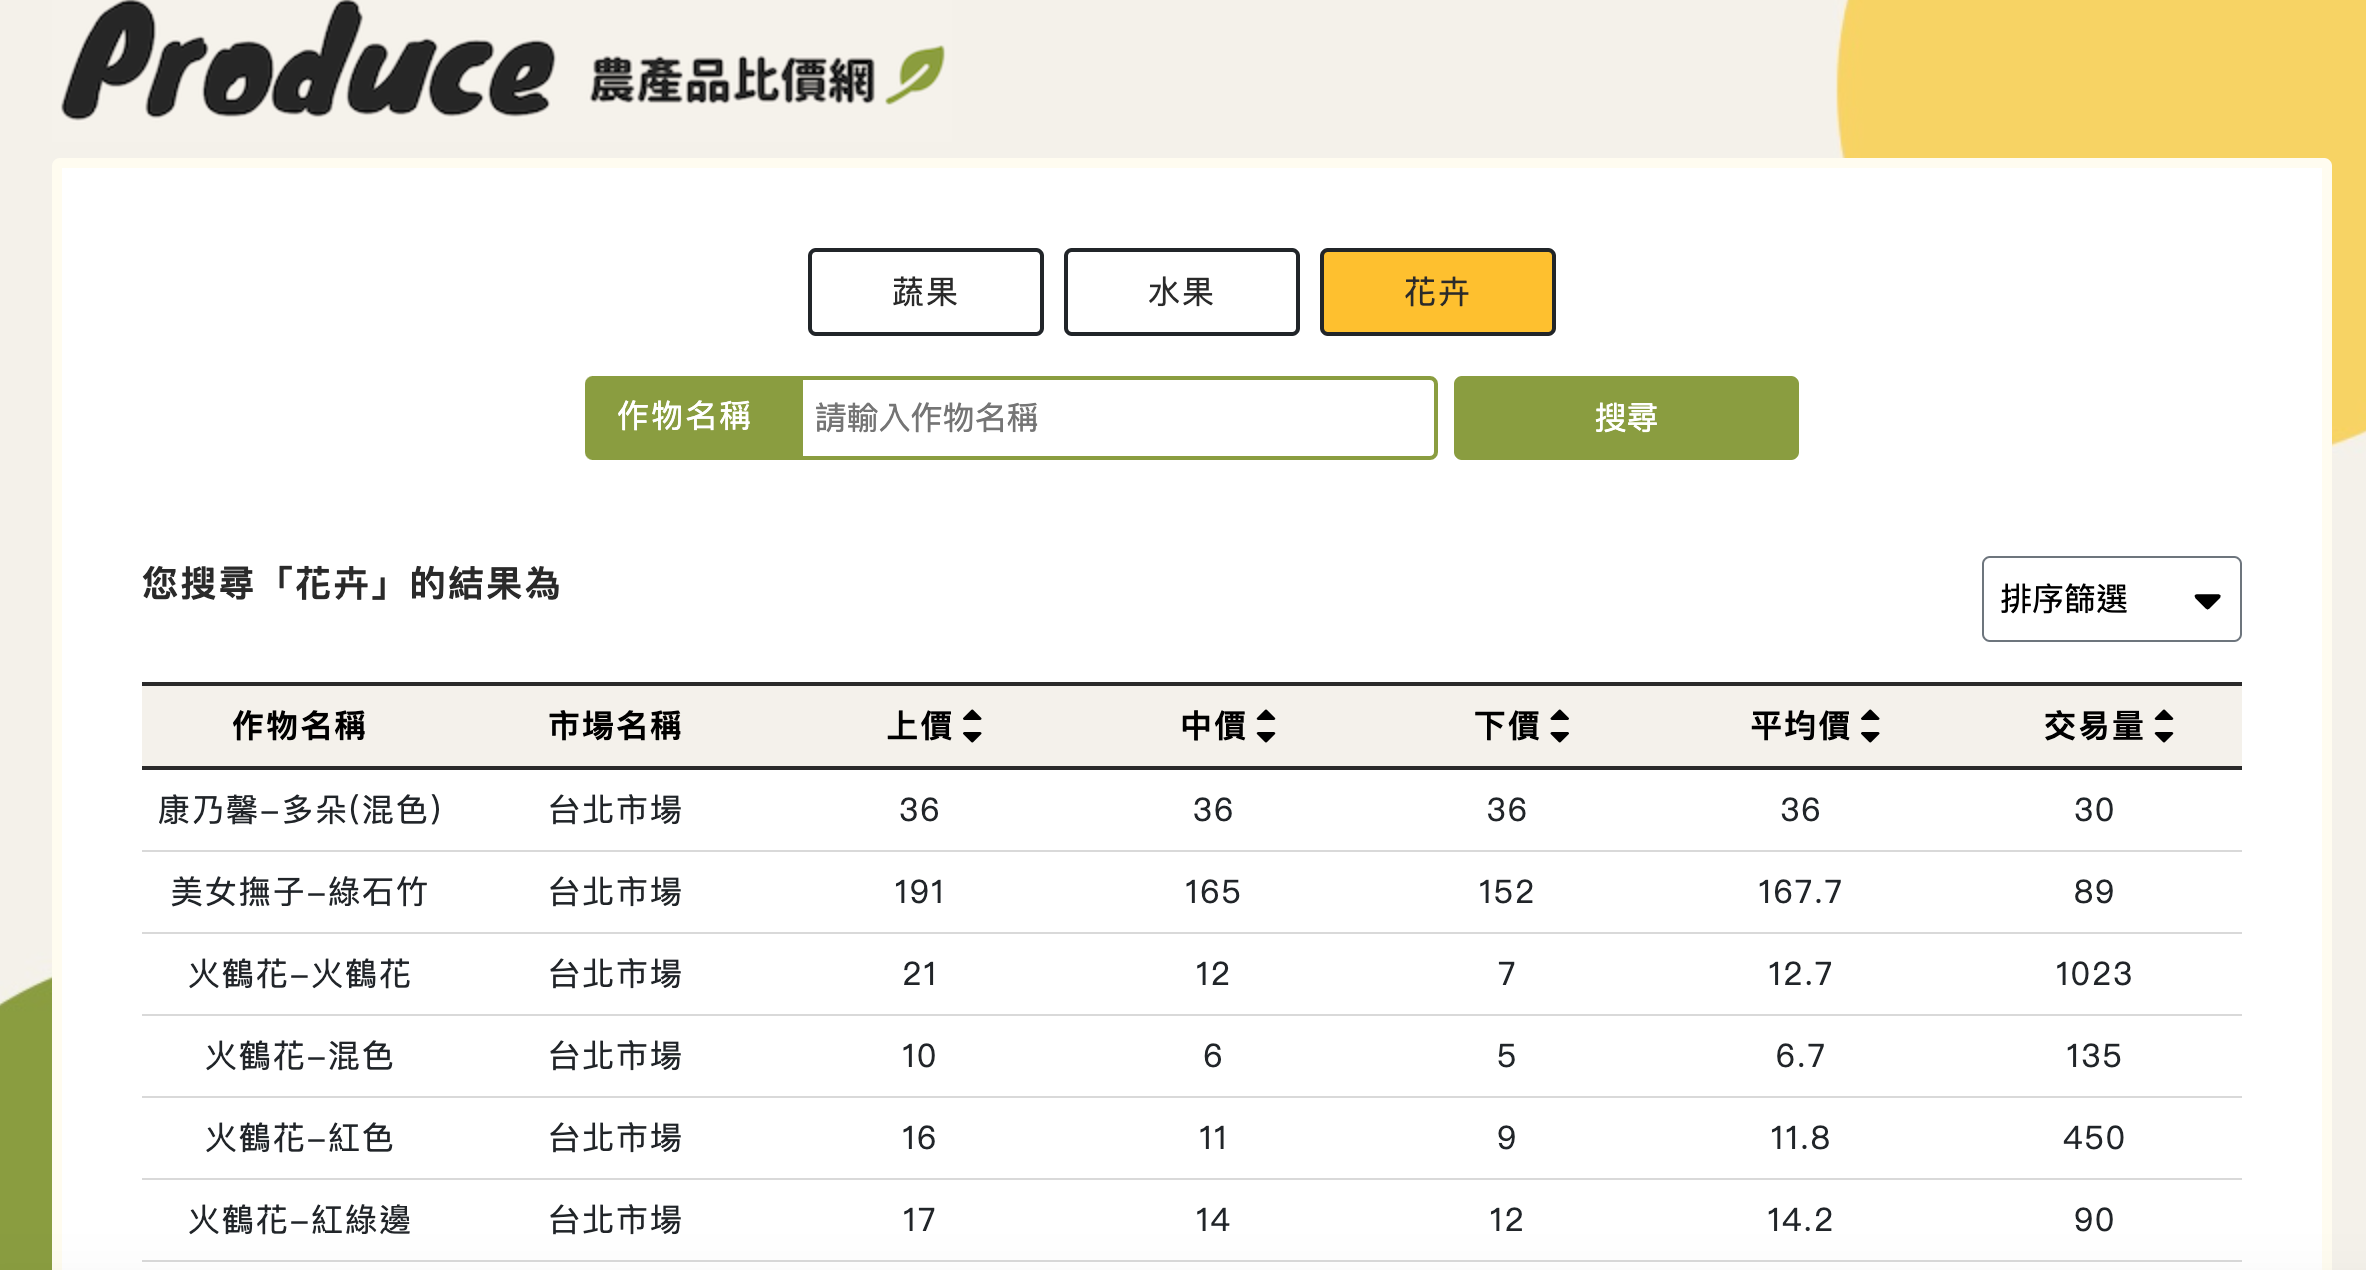 Produce 農產品比價網
蔬果 水果 花卉
作物名稱 請輸入作物名稱 搜尋
您搜尋「花卉」的結果為 排序篩選
作物名稱 市場名稱 上價 中價 下價 平均價 交易量
康乃馨-多朵(混色) 台北市場 36 36 36 36 30
美女撫子-綠石竹 台北市場 191 165 152 167.7 89
火鶴花-火鶴花 台北市場 21 12 7 12.7 1023
火鶴花-混色 台北市場 10 6 5 6.7 135
火鶴花-紅色 台北市場 16 11 9 11.8 450
火鶴花-紅綠邊 台北市場 17 14 12 14.2 90